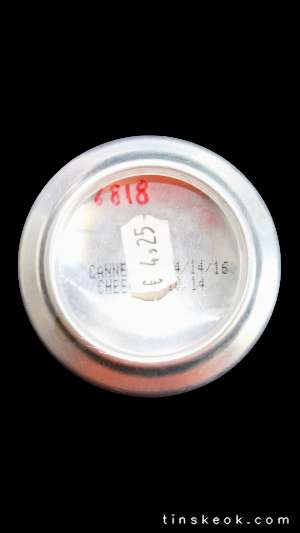 8818
€ 4,25
CANNE 4/14/16
CHEE 14
tinskeok.com